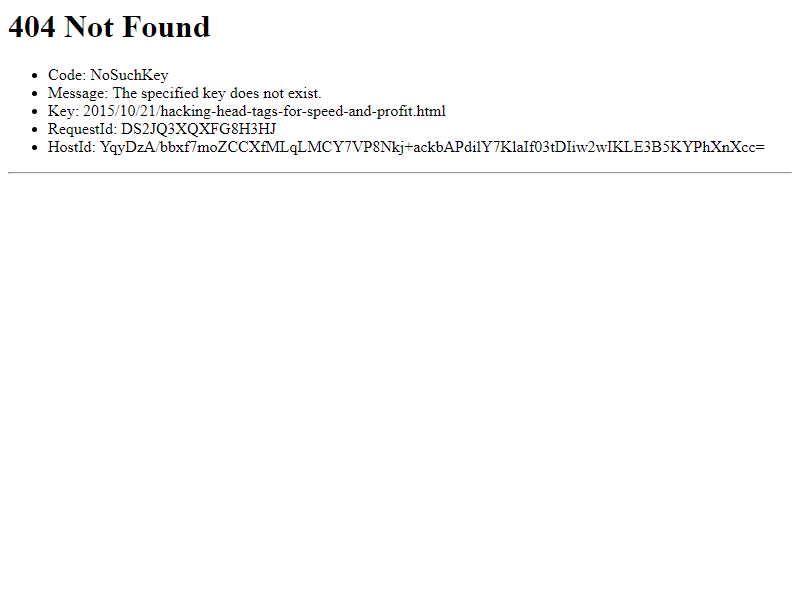 404 Not Found
Code: NoSuchKey
Message: The specified key does not exist.
Key: 2015/10/21/hacking-head-tags-for-speed-and-profit.html
RequestId: DS2JQ3XQXFG8H3HJ
HostId: YqyDzA/bbxf7moZCCXfMLqLMCY7VP8Nkj+ackbAPdilY7KlaIf03tDIiw2wIKLE3B5KYPhXnXcc=